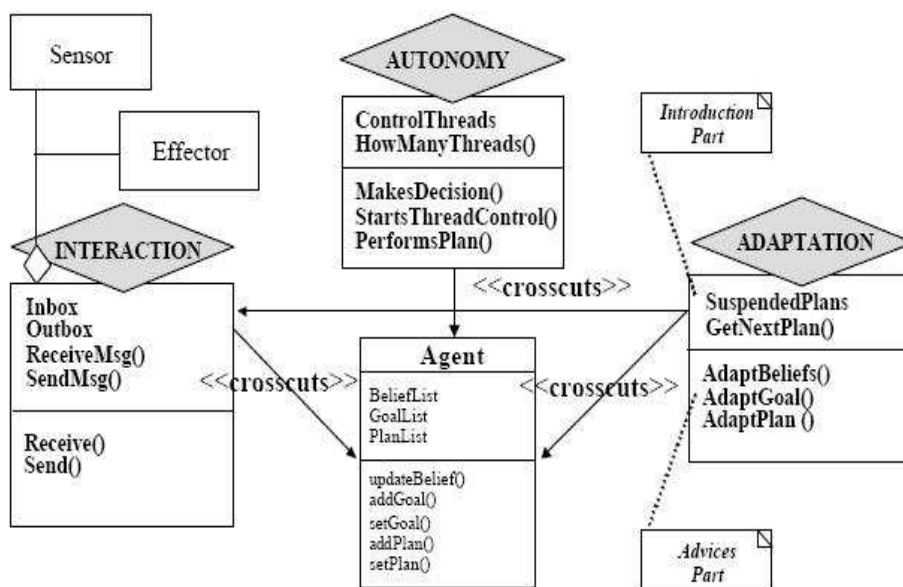 Sensor
Effector
AUTONOMY
ControlThreads
HowManyThreads()
MakesDecision()
StartsThreadControl()
PerformsPlan()
Introduction
Part
INTERACTION
Inbox
Outbox
ReceiveMsg()
SendMsg()
Receive()
Send()
ADAPTATION
SuspendedPlans
GetNextPlan()
AdaptBeliefs()
AdaptGoal()
AdaptPlan ()
<<crosscuts>>
<<crosscuts>>
<<crosscuts>>
Agent
BeliefList
GoalList
PlanList
updateBelief()
addGoal()
setGoal()
addPlan()
setPlan()
Advices
Part